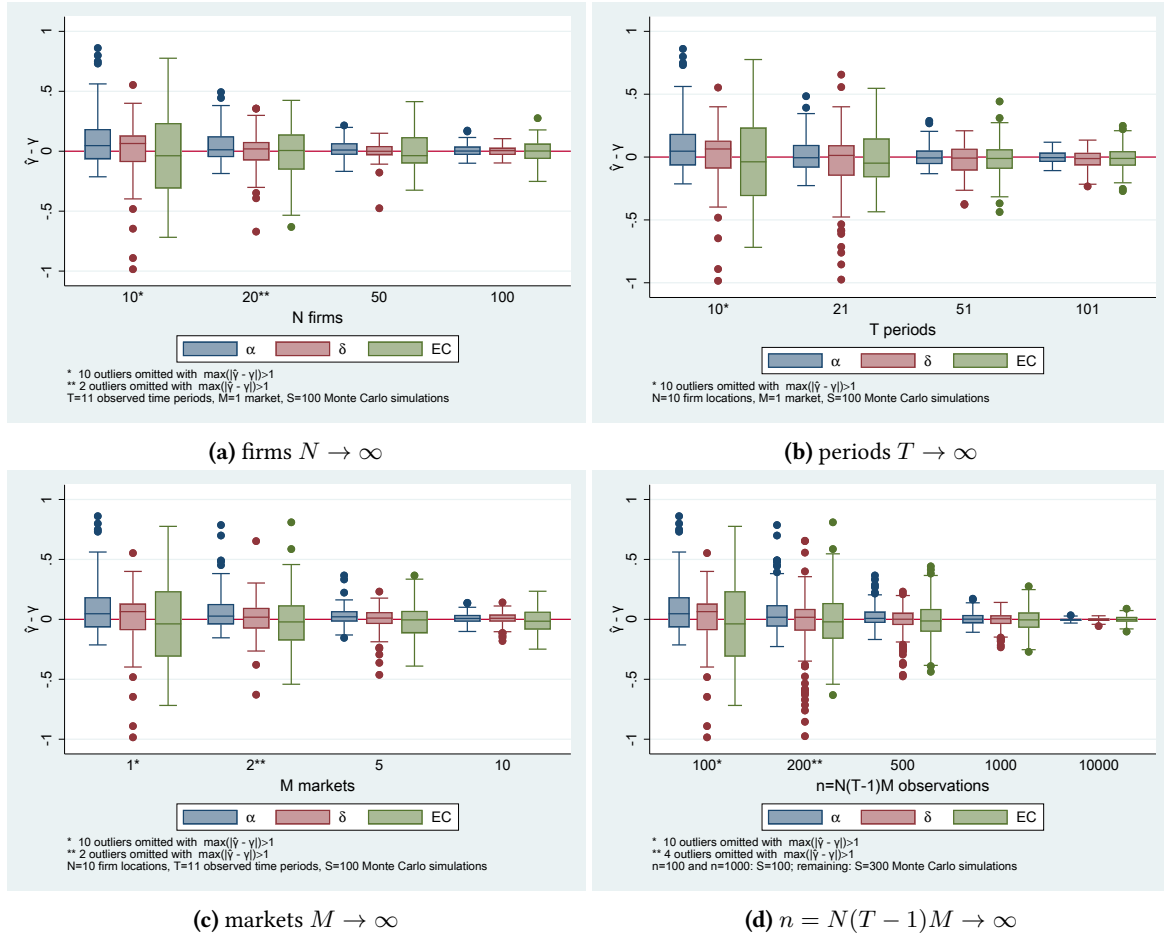 1
.5
0
-.5
-1
γ̂ - γ
10*
20**
50
100
N firms
α
δ
EC
* 10 outliers omitted with max(|γ̂ - γ|)>1
** 2 outliers omitted with max(|γ̂ - γ|)>1
T=11 observed time periods, M=1 market, S=100 Monte Carlo simulations
(a) firms N → ∞
1
.5
0
-.5
-1
γ̂ - γ
10*
21
51
101
T periods
α
δ
EC
* 10 outliers omitted with max(|γ̂ - γ|)>1
N=10 firm locations, M=1 market, S=100 Monte Carlo simulations
(b) periods T → ∞
1
.5
0
-.5
-1
γ̂ - γ
1*
2**
5
10
M markets
α
δ
EC
* 10 outliers omitted with max(|γ̂ - γ|)>1
** 2 outliers omitted with max(|γ̂ - γ|)>1
N=10 firm locations, T=11 observed time periods, S=100 Monte Carlo simulations
(c) markets M → ∞
1
.5
0
-.5
-1
γ̂ - γ
100*
200**
500
1000
10000
n=N(T-1)M observations
α
δ
EC
* 10 outliers omitted with max(|γ̂ - γ|)>1
** 4 outliers omitted with max(|γ̂ - γ|)>1
n=100 and n=1000: S=100; remaining: S=300 Monte Carlo simulations
(d) n = N(T − 1)M → ∞